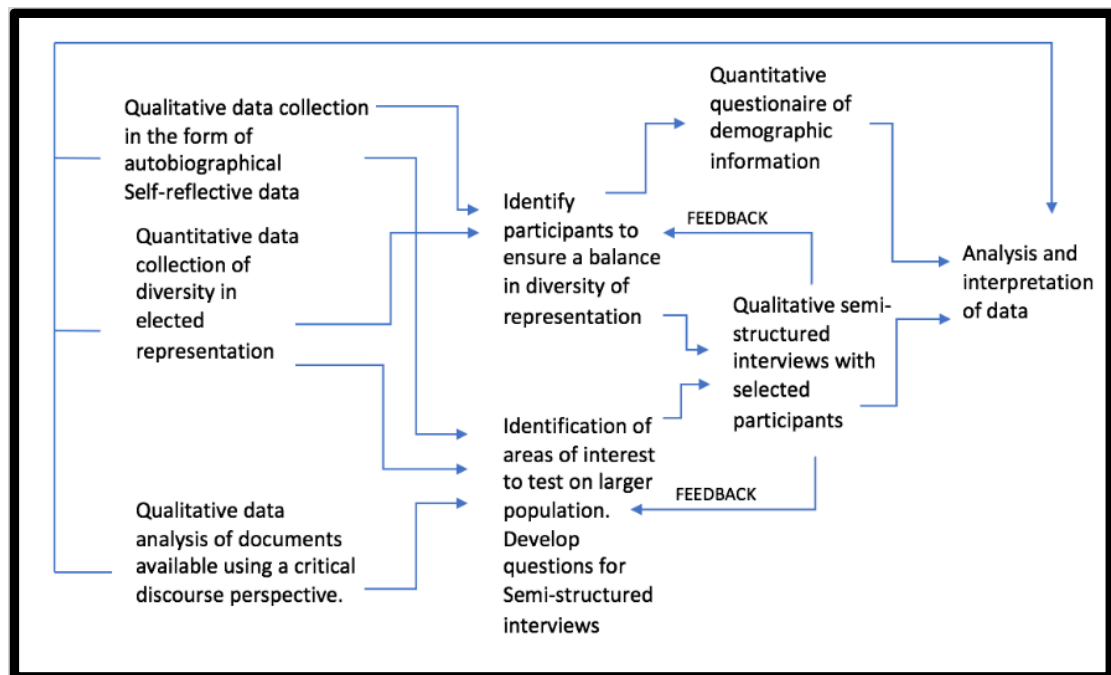 Qualitative data collection
in the form of
autobiographical
Self-reflective data
Quantitative data
collection of
diversity in
elected
representation
Qualitative data
analysis of documents
available using a critical
discourse perspective.
Identify
participants to
ensure a balance
in diversity of
representation
Identification of
areas of interest
to test on larger
population.
Develop
questions for
Semi-structured
interviews
Quantitative
questionaire of
demographic
information
FEEDBACK
Qualitative semi-
structured
interviews with
selected
participants
FEEDBACK
Analysis and
interpretation
of data